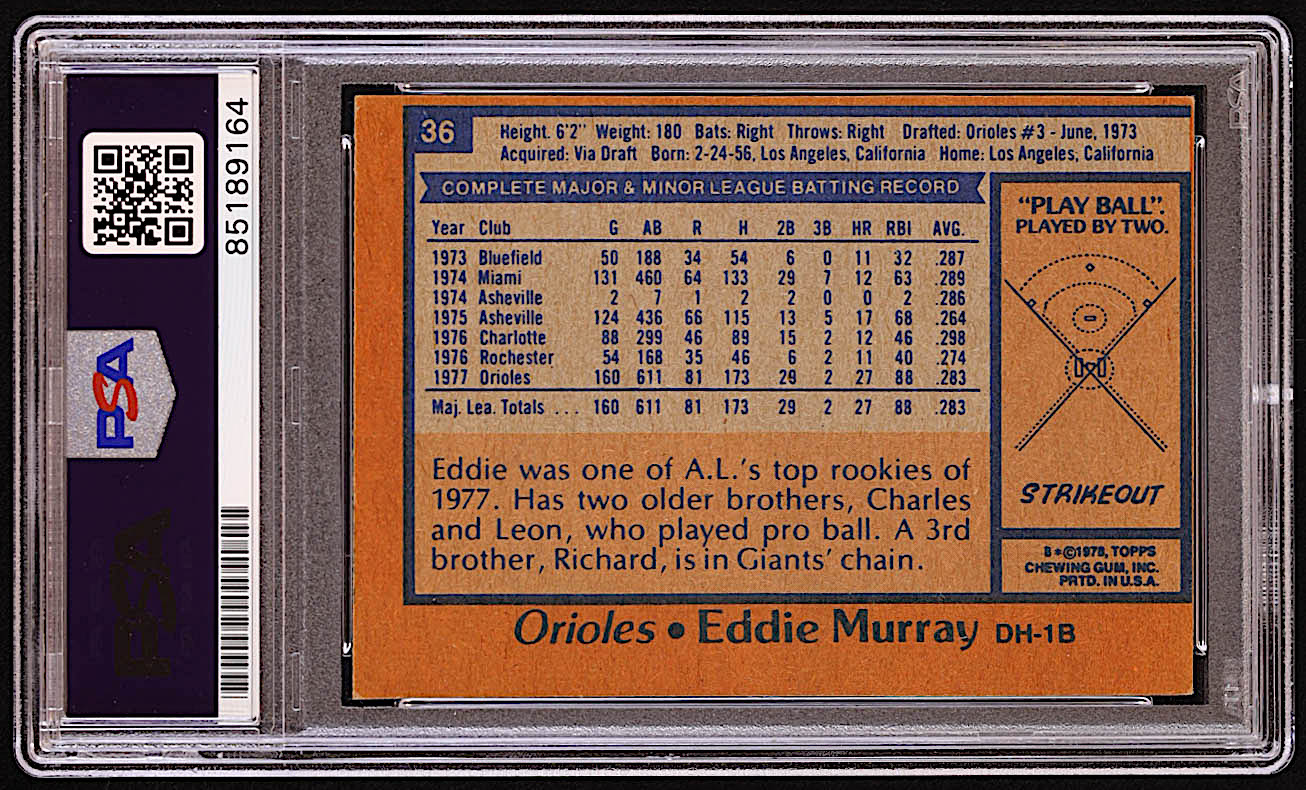 85189164
PSA
PSA
36
Height. 6'2" Weight: 180 Bats: Right Throws: Right Drafted: Orioles #3 - June, 1973
Acquired: Via Draft Born: 2-24-56, Los Angeles, California Home: Los Angeles, California
COMPLETE MAJOR & MINOR LEAGUE BATTING RECORD
Year Club G AB R H 2B 3B HR RBI AVG.
1973 Bluefield 50 188 34 54 6 0 11 32 .287
1974 Miami 131 460 64 133 29 7 12 63 .289
1974 Asheville 2 7 1 2 2 0 0 2 .286
1975 Asheville 124 436 66 115 13 5 17 68 .264
1976 Charlotte 88 299 46 89 15 2 12 46 .298
1976 Rochester 54 168 35 46 6 2 11 40 .274
1977 Orioles 160 611 81 173 29 2 27 88 .283
Maj. Lea. Totals ... 160 611 81 173 29 2 27 88 .283
Eddie was one of A.L.'s top rookies of
1977. Has two older brothers, Charles
and Leon, who played pro ball. A 3rd
brother, Richard, is in Giants' chain.
"PLAY BALL".
PLAYED BY TWO.
STRIKEOUT
B*©1978, TOPPS
CHEWING GUM, INC.
PRTD. IN U.S.A.
Orioles • Eddie Murray DH-1B
PSA